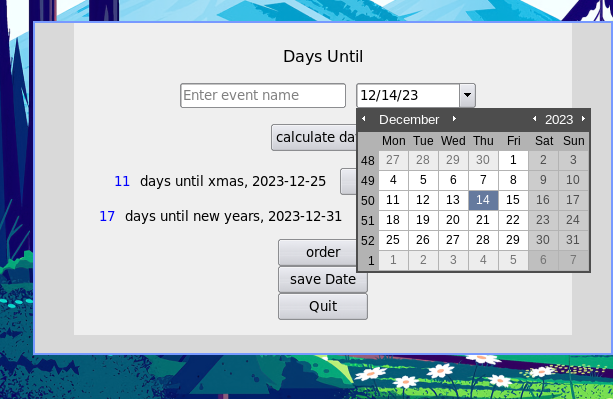 Days Until
Enter event name 12/14/23
December 2023
Mon Tue Wed Thu Fri Sat Sun
48 27 28 29 30 1 2 3
49 4 5 6 7 8 9 10
50 11 12 13 14 15 16 17
51 18 19 20 21 22 23 24
52 25 26 27 28 29 30 31
1 1 2 3 4 5 6 7
calculate da
11 days until xmas, 2023-12-25
17 days until new years, 2023-12-31
order
save Date
Quit